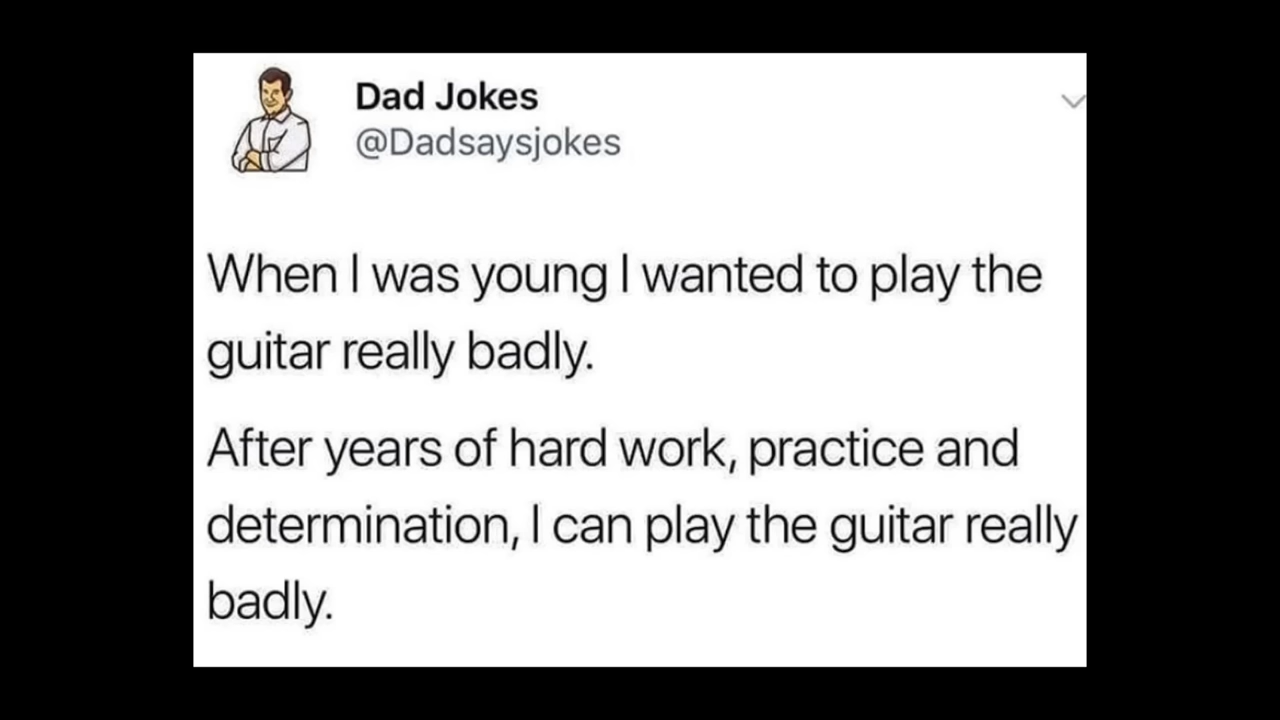 Dad Jokes
@Dadsaysjokes
When I was young I wanted to play the
guitar really badly.
After years of hard work, practice and
determination, I can play the guitar really
badly.